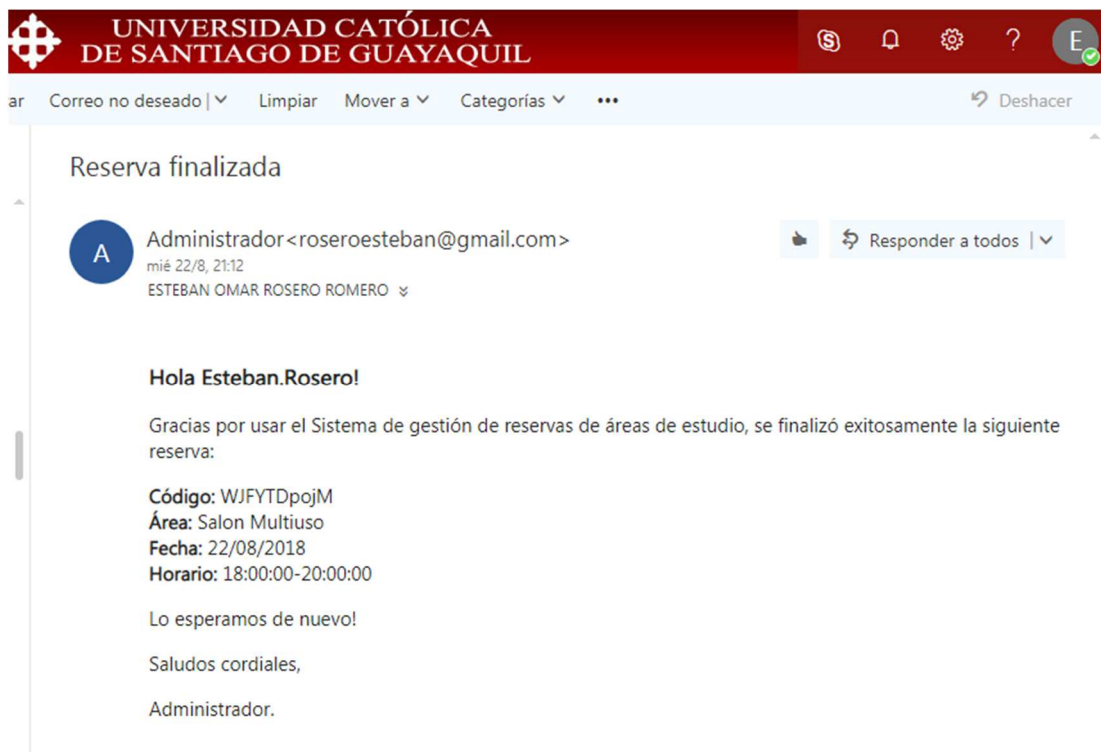 UNIVERSIDAD CATÓLICA
DE SANTIAGO DE GUAYAQUIL
E
ar Correo no deseado | Limpiar Mover a Categorías ••• Deshacer
Reserva finalizada
A
Administrador<roseroesteban@gmail.com>
Responder a todos |
mié 22/8, 21:12
ESTEBAN OMAR ROSERO ROMERO
Hola Esteban.Rosero!
Gracias por usar el Sistema de gestión de reservas de áreas de estudio, se finalizó exitosamente la siguiente
reserva:
Código: WJFYTDpojM
Área: Salon Multiuso
Fecha: 22/08/2018
Horario: 18:00:00-20:00:00
Lo esperamos de nuevo!
Saludos cordiales,
Administrador.